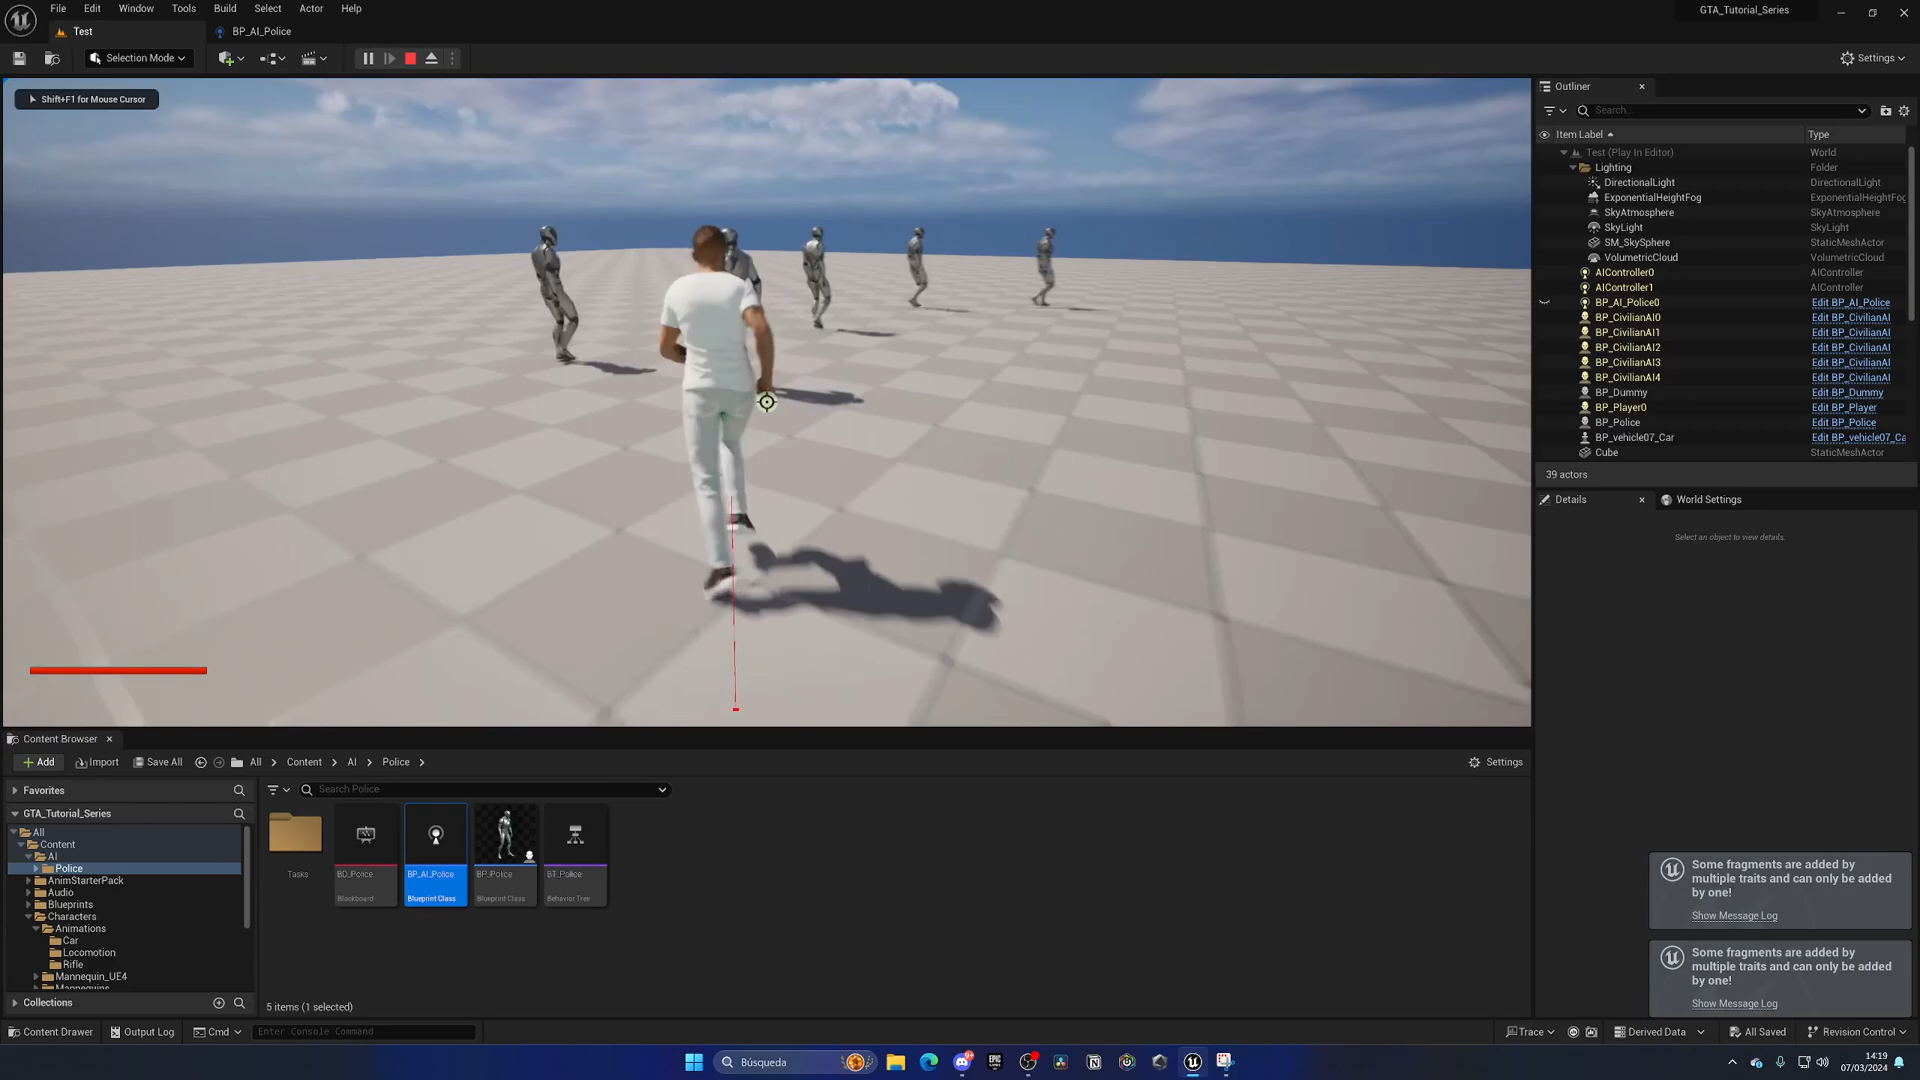 File Edit Window Tools Build Select Actor Help
GTA_Tutorial_Series
Test
BP_AI_Police
Selection Mode
Settings
Shift+F1 for Mouse Cursor
Outliner
Search...
Item Label
Type
Test (Play In Editor) World
Lighting Folder
DirectionalLight DirectionalLight
ExponentialHeightFog ExponentialHeightFog
SkyAtmosphere SkyAtmosphere
SkyLight SkyLight
SM_SkySphere StaticMeshActor
VolumetricCloud VolumetricCloud
AIController0 AIController
AIController1 AIController
BP_AI_Police0 Edit BP_AI_Police
BP_CivilianAI0 Edit BP_CivilianAI
BP_CivilianAI1 Edit BP_CivilianAI
BP_CivilianAI2 Edit BP_CivilianAI
BP_CivilianAI3 Edit BP_CivilianAI
BP_CivilianAI4 Edit BP_CivilianAI
BP_Dummy Edit BP_Dummy
BP_Player0 Edit BP_Player
BP_Police Edit BP_Police
BP_vehicle07_Car Edit BP_vehicle07_Ca
Cube StaticMeshActor
39 actors
Details
World Settings
Select an object to view details.
Content Browser
Add
Import
Save All
All
Content
AI
Police
Settings
Favorites
GTA_Tutorial_Series
All
Content
AI
Police
AnimStarterPack
Audio
Blueprints
Characters
Animations
Car
Locomotion
Rifle
Mannequin_UE4
Mannequins
Collections
Search Police
Tasks
BD_Police
Blackboard
BP_AI_Police
Blueprint Class
BP_Police
Blueprint Class
BT_Police
Behavior Tree
5 items (1 selected)
Some fragments are added by
multiple traits and can only be added
by one!
Show Message Log
Some fragments are added by
multiple traits and can only be added
by one!
Show Message Log
Content Drawer
Output Log
Cmd
Enter Console Command
Trace
Derived Data
All Saved
Revision Control
Búsqueda
9+
EPIC
14:19
07/03/2024